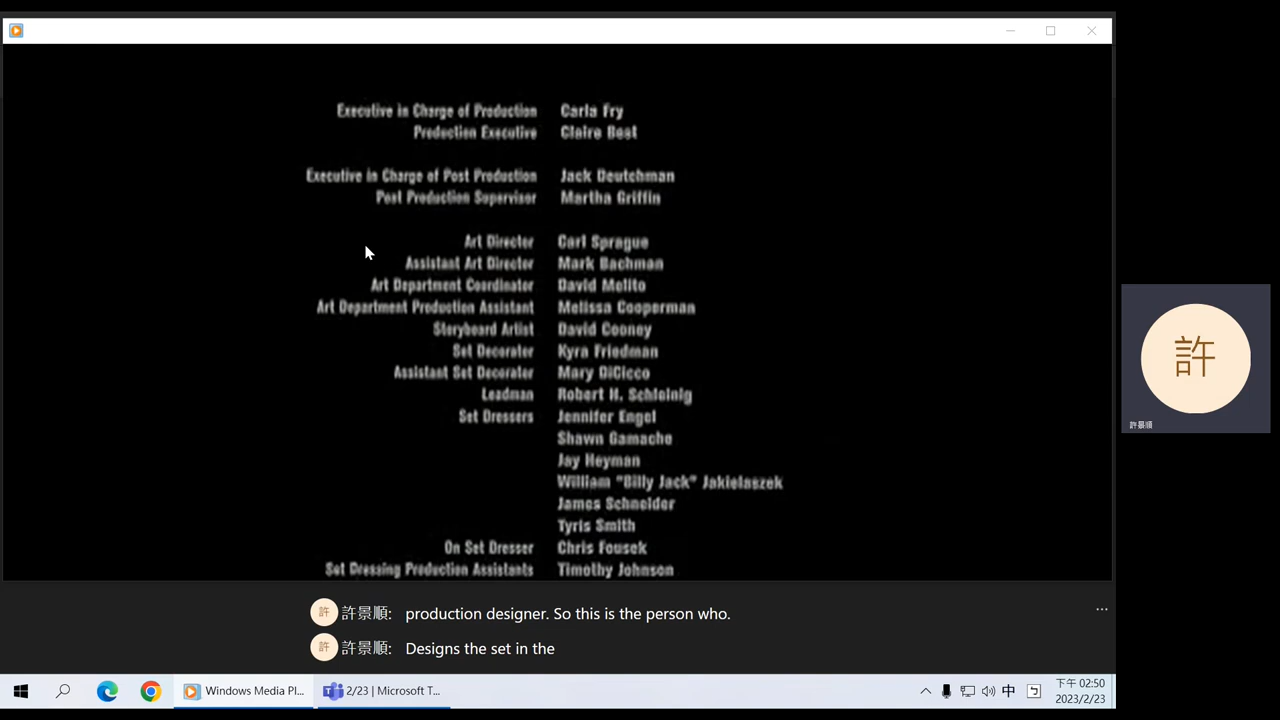 Executive in Charge of Production Carla Fry
Production Executive Claire Best
Executive in Charge of Post Production Jack Deutchman
Post Production Supervisor Martha Griffin
Art Director Carl Sprague
Assistant Art Director Mark Bachman
Art Department Coordinator David Melito
Art Department Production Assistant Melissa Cooperman
Storyboard Artist David Cooney
Set Decorator Kyra Friedman
Assistant Set Decorator Mary DiCicco
Leadman Robert H. Schleinig
Set Dressers Jennifer Engel
Shawn Gamache
Jay Heyman
William "Billy Jack" Jakielaszek
James Schneider
Tyris Smith
On Set Dresser Chris Fousek
Set Dressing Production Assistants Timothy Johnson
許
許景順
許 許景順: production designer. So this is the person who.
許 許景順: Designs the set in the
Windows Media Pl...
2/23 | Microsoft T...
中
ㄅ
下午 02:50
2023/2/23